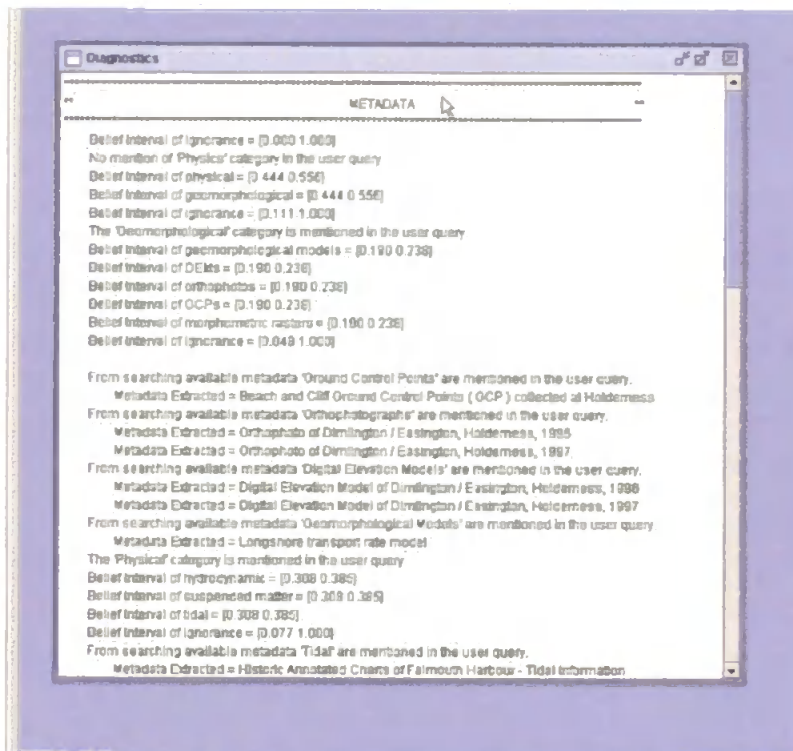 Diagnostics
** METADATA **
Belief Interval of ignorance = [0.000 1.000]
No mention of 'Physics' category in the user query
Belief Interval of physical = [0.444 0.556]
Belief Interval of geomorphological = [0.444 0.556]
Belief Interval of ignorance = [0.111 1.000]
The 'Geomorphological' category is mentioned in the user query
Belief Interval of geomorphological models = [0.190 0.238]
Belief Interval of DEMs = [0.190 0.238]
Belief Interval of orthophotos = [0.190 0.238]
Belief Interval of GCPs = [0.190 0.238]
Belief Interval of morphometric rasters = [0.190 0.238]
Belief Interval of ignorance = [0.048 1.000]
From searching available metadata 'Ground Control Points' are mentioned in the user query.
Metadata Extracted = Beach and Cliff Ground Control Points ( GCP ) collected at Holderness
From searching available metadata 'Orthophotographs' are mentioned in the user query.
Metadata Extracted = Orthophoto of Dimlington / Easington, Holderness,
Metadata Extracted = Orthophoto of Dimlington / Easington, Holderness, 1997
From searching available metadata 'Digital Elevation Models' are mentioned in the user query.
Metadata Extracted = Digital Elevation Model of Dimlington / Easington, Holderness, 1996
Metadata Extracted = Digital Elevation Model of Dimlington / Easington, Holderness, 1997
From searching available metadata 'Geomorphological Models' are mentioned in the user query
Metadata Extracted = Longshore transport rate model
The 'Physical' category is mentioned in the user query
Belief Interval of hydrodynamic = [0.308 0.385]
Belief Interval of suspended matter = [0.308 0.385]
Belief Interval of tidal = [0.308 0.385]
Belief Interval of ignorance = [0.077 1.000]
From searching available metadata 'Tidal' are mentioned in the user query.
Metadata Extracted = Historic Annotated Charts of Falmouth Harbour - Tidal Information